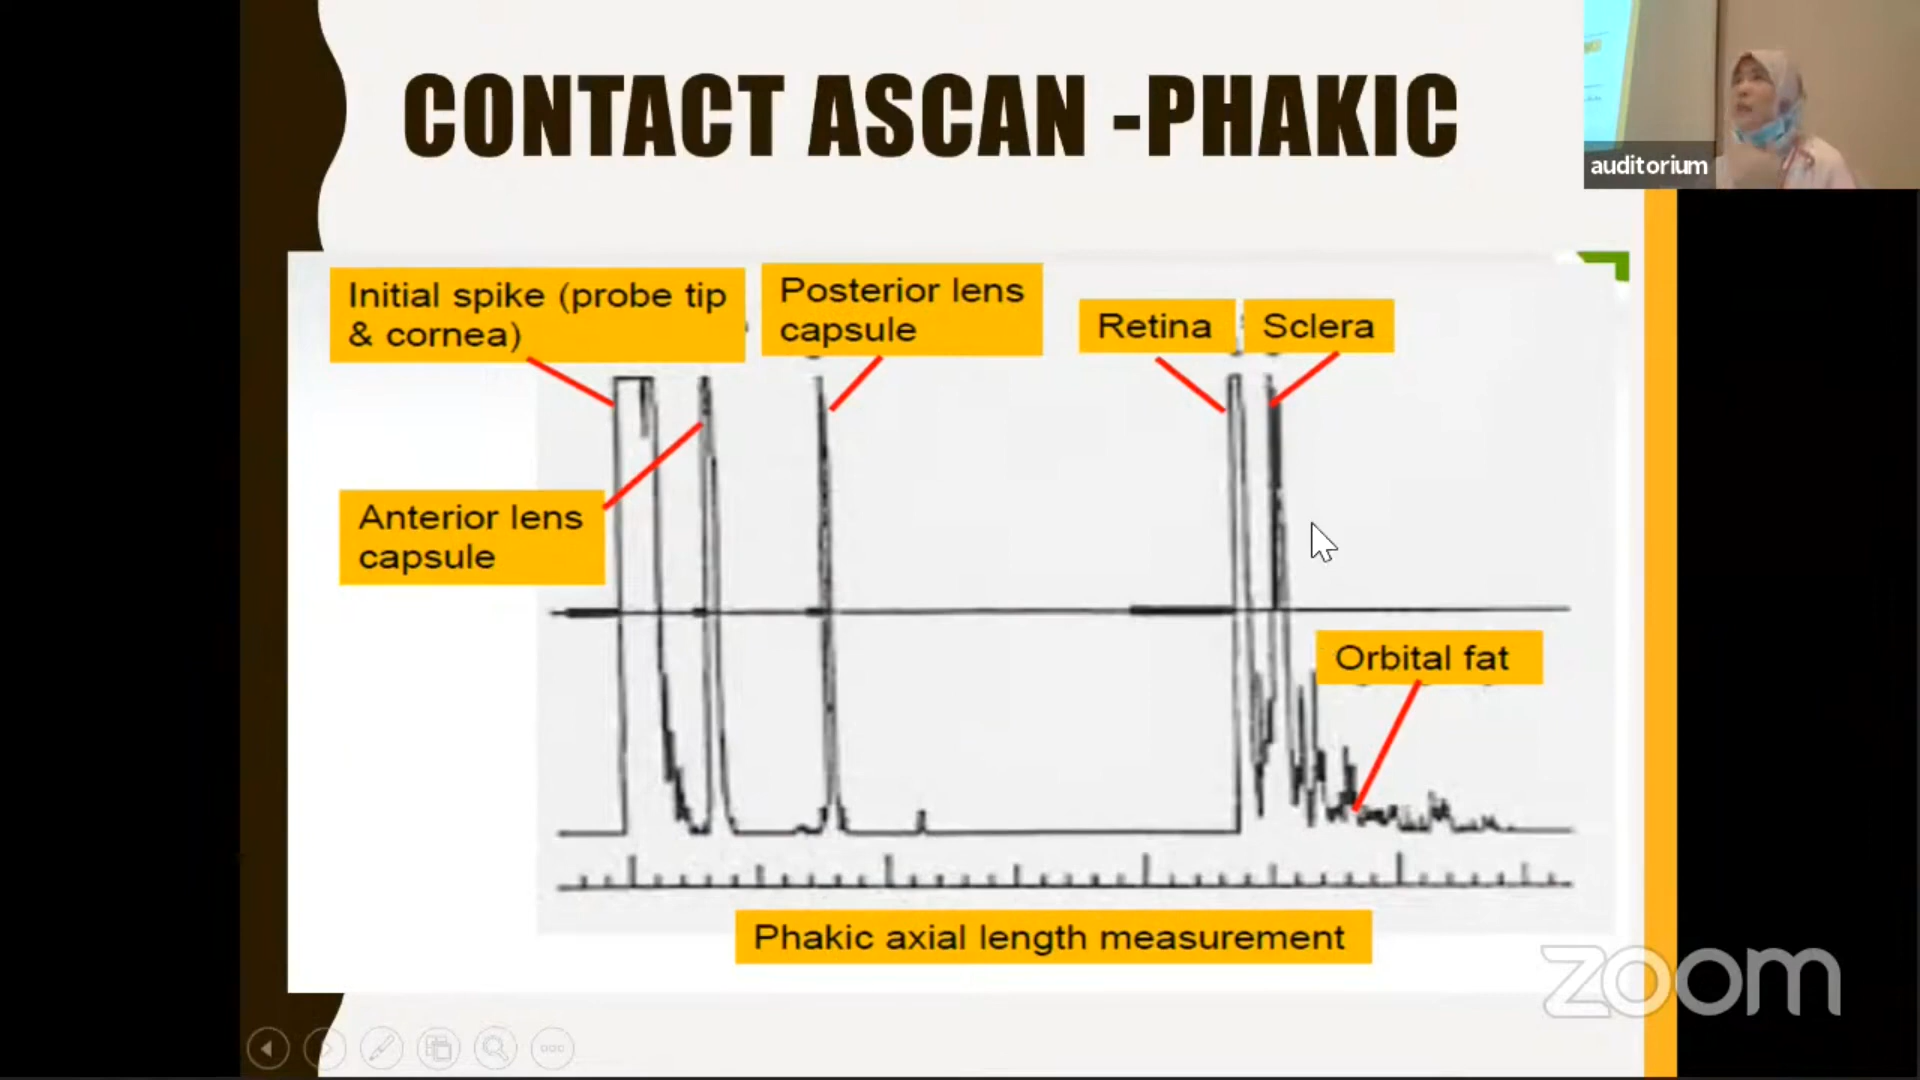 CONTACT ASCAN -PHAKIC
auditorium
Initial spike (probe tip
& cornea)
Posterior lens
capsule
Retina
Sclera
Anterior lens
capsule
Orbital fat
Phakic axial length measurement
zoom